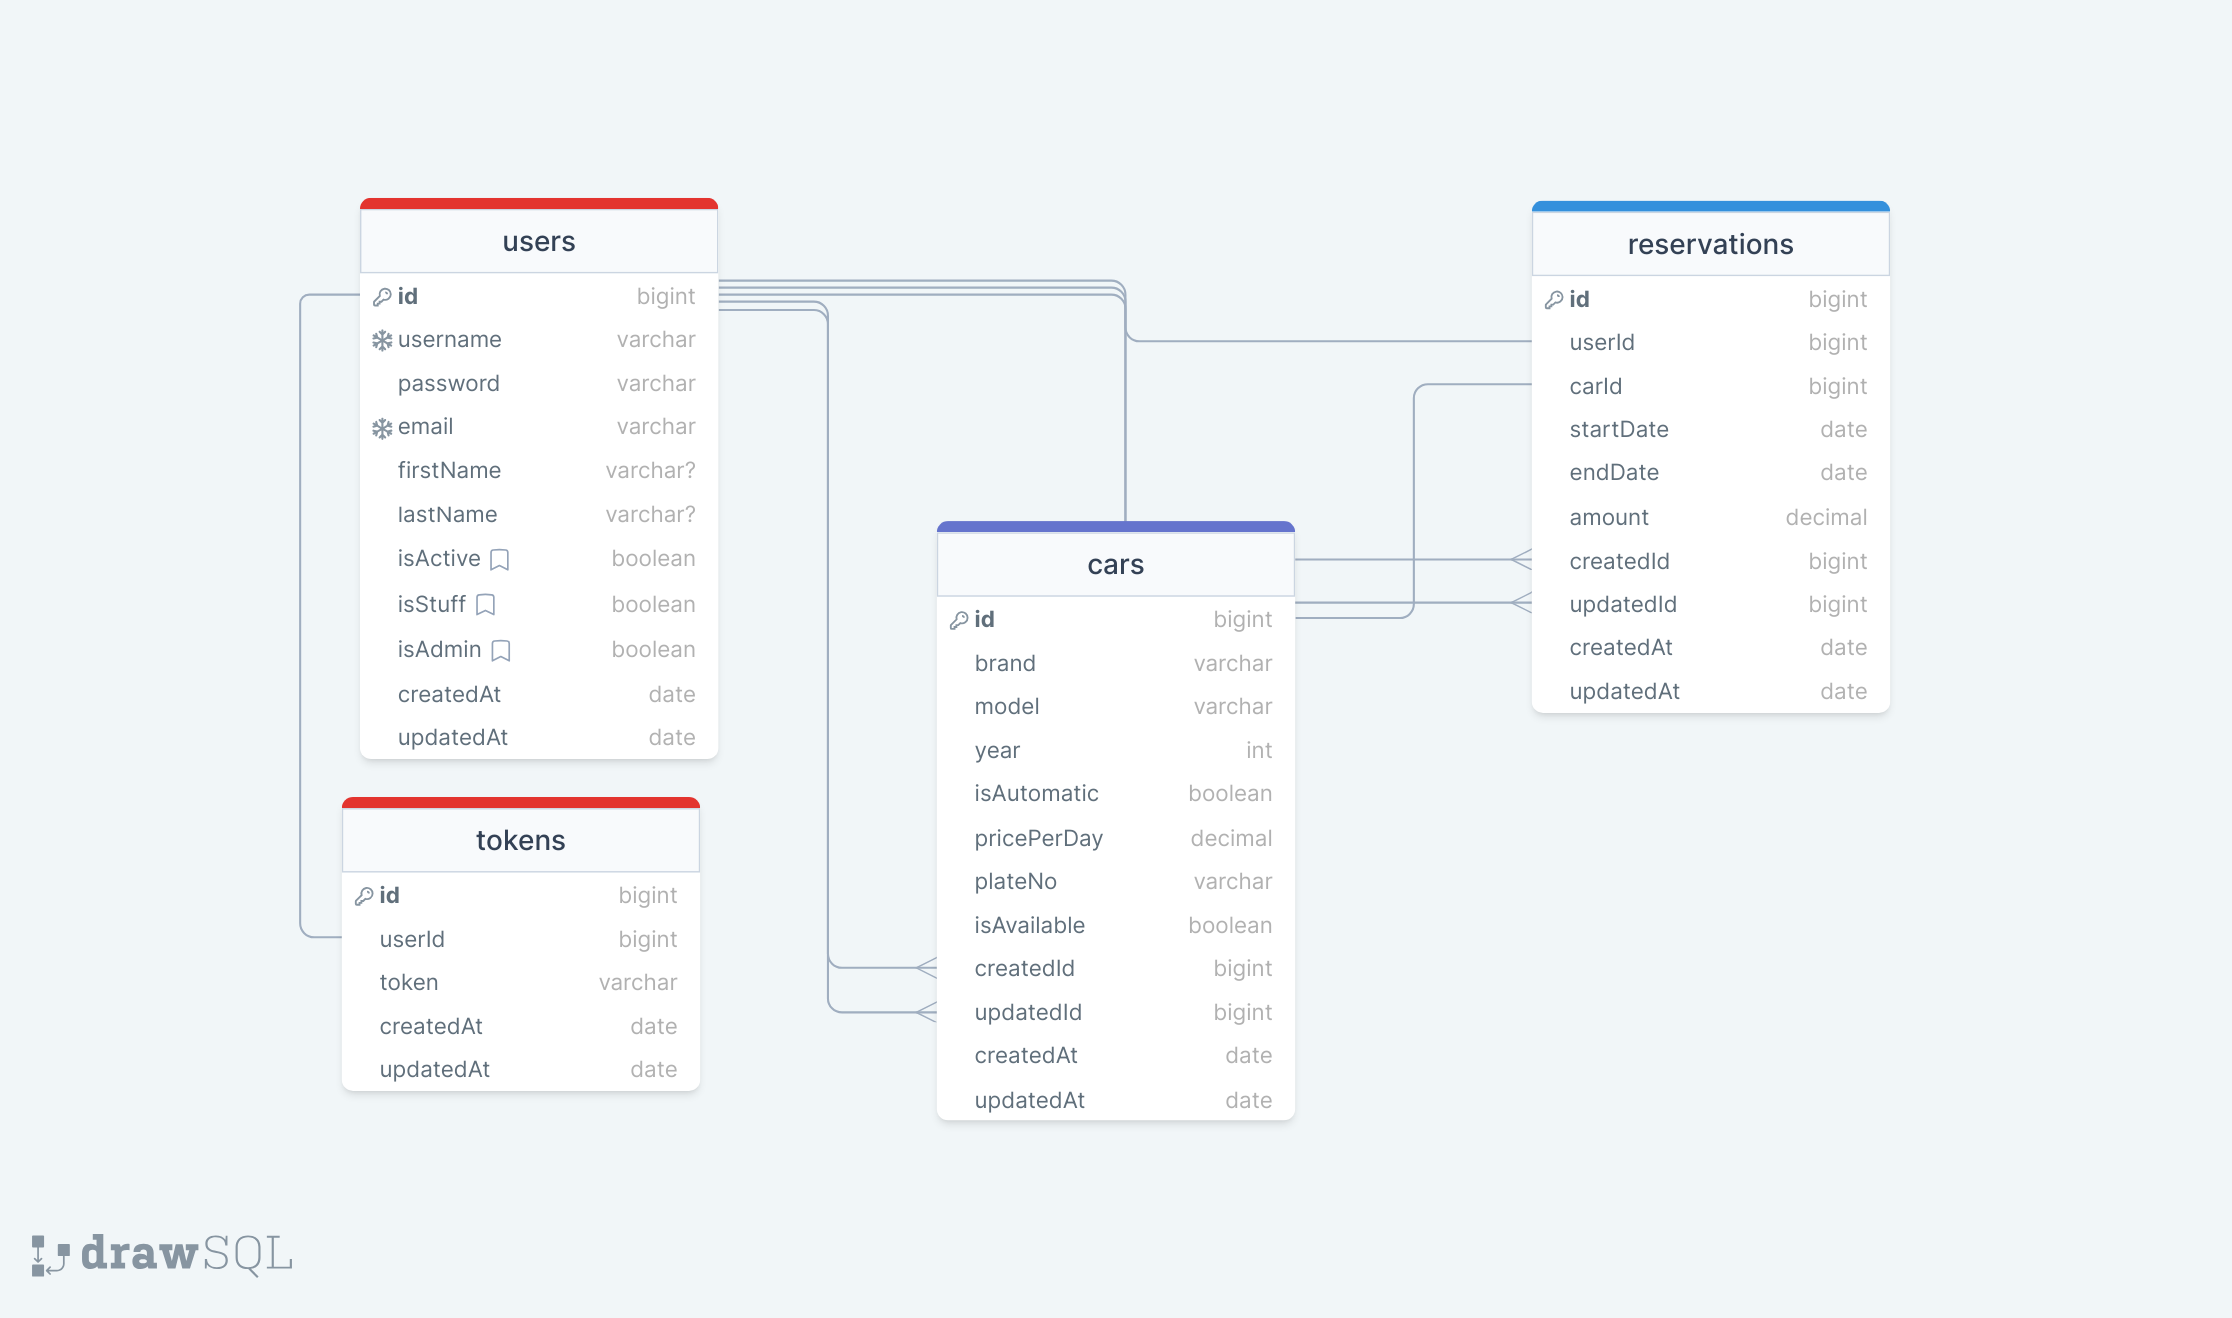 users
id bigint
username varchar
password varchar
email varchar
firstName varchar?
lastName varchar?
isActive boolean
isStuff boolean
isAdmin boolean
createdAt date
updatedAt date
tokens
id bigint
userId bigint
token varchar
createdAt date
updatedAt date
cars
id bigint
brand varchar
model varchar
year int
isAutomatic boolean
pricePerDay decimal
plateNo varchar
isAvailable boolean
createdId bigint
updatedId bigint
createdAt date
updatedAt date
reservations
id bigint
userId bigint
carId bigint
startDate date
endDate date
amount decimal
createdId bigint
updatedId bigint
createdAt date
updatedAt date
drawSQL